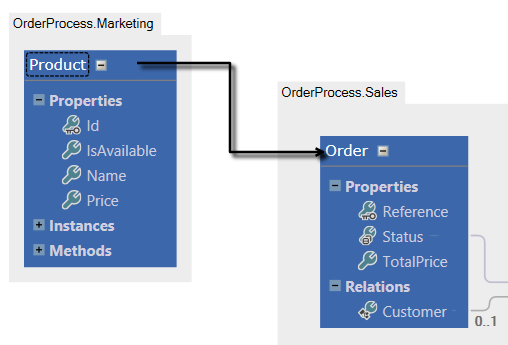 OrderProcess.Marketing
Product
Properties
Id
IsAvailable
Name
Price
Instances
Methods
OrderProcess.Sales
Order
Properties
Reference
Status
TotalPrice
Relations
Customer
0..1